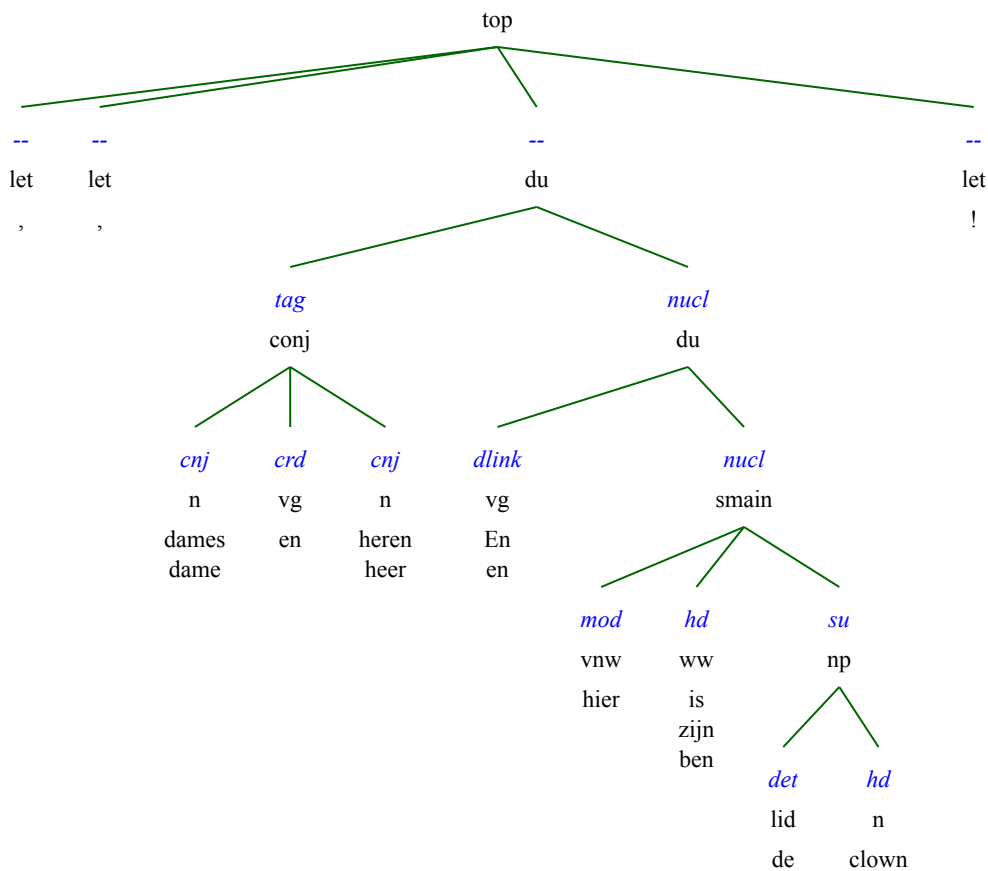 top
-- -- -- --
let let du let
, , !
tag nucl
conj du
cnj crd cnj dlink nucl
n vg n vg smain
dames en heren En
dame heer en
mod hd su
vnw ww np
hier is
zijn
ben
det hd
lid n
de clown